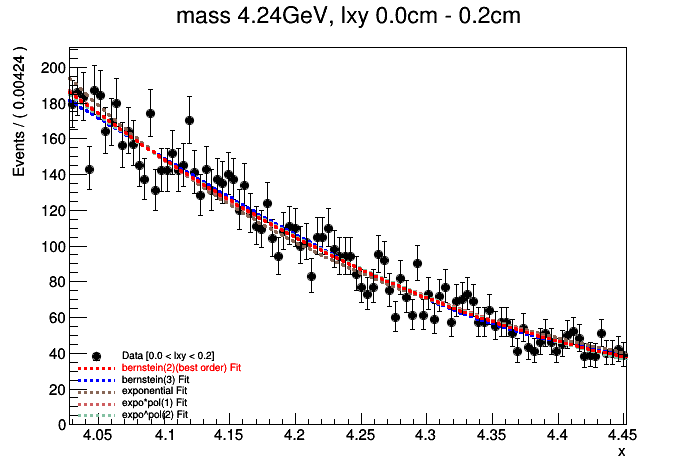 mass 4.24GeV, lxy 0.0cm - 0.2cm
Events / ( 0.00424 )
200
180
160
140
120
100
80
60
40
20
0
Data [0.0 < lxy < 0.2]
bernstein(2)(best order) Fit
bernstein(3) Fit
exponential Fit
expo*pol(1) Fit
expo^pol(2) Fit
4.05 4.1 4.15 4.2 4.25 4.3 4.35 4.4 4.45
x